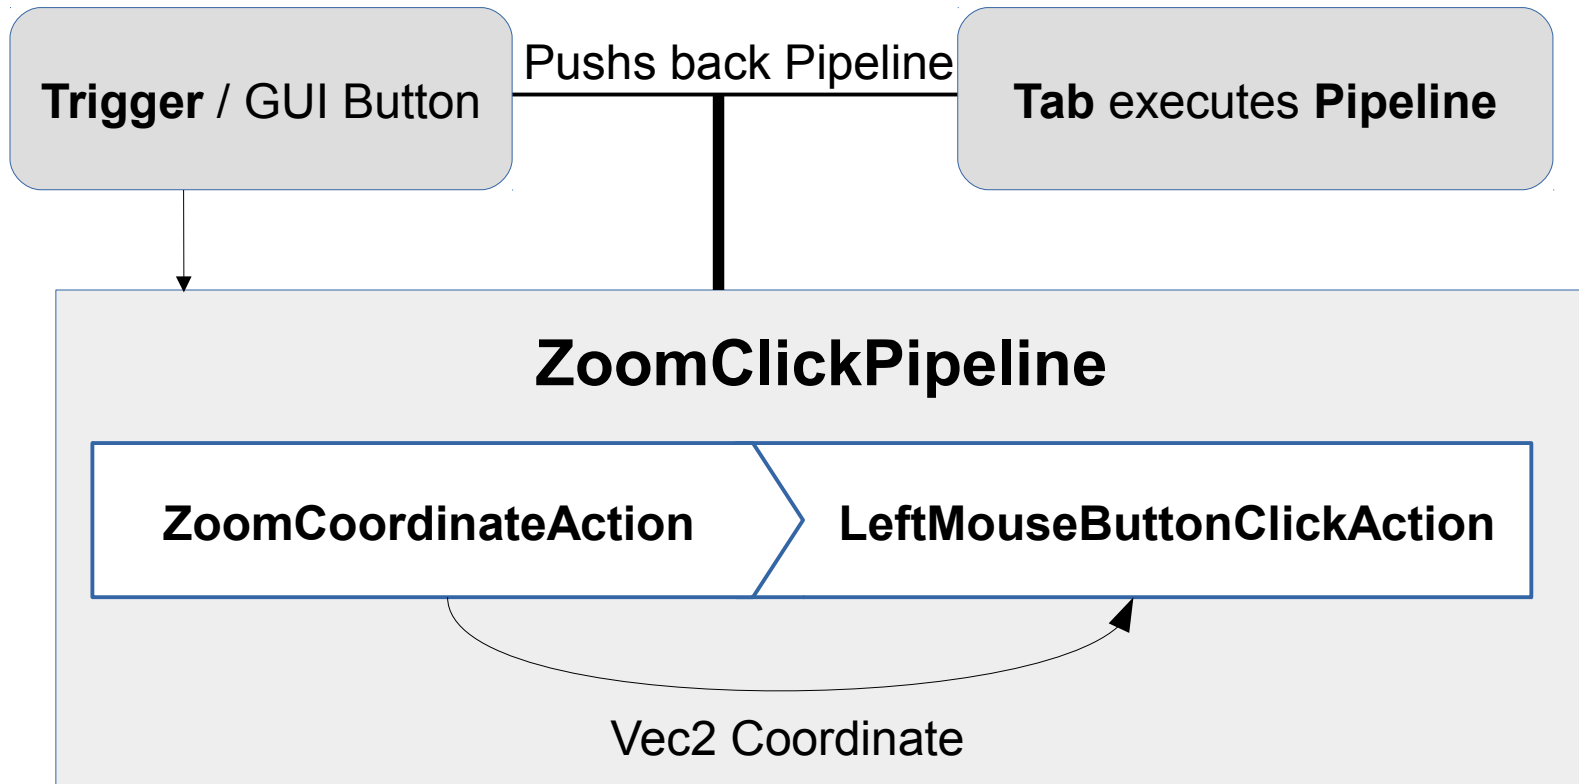 Trigger / GUI Button
Pushs back Pipeline
Tab executes Pipeline
ZoomClickPipeline
ZoomCoordinateAction
LeftMouseButtonClickAction
Vec2 Coordinate